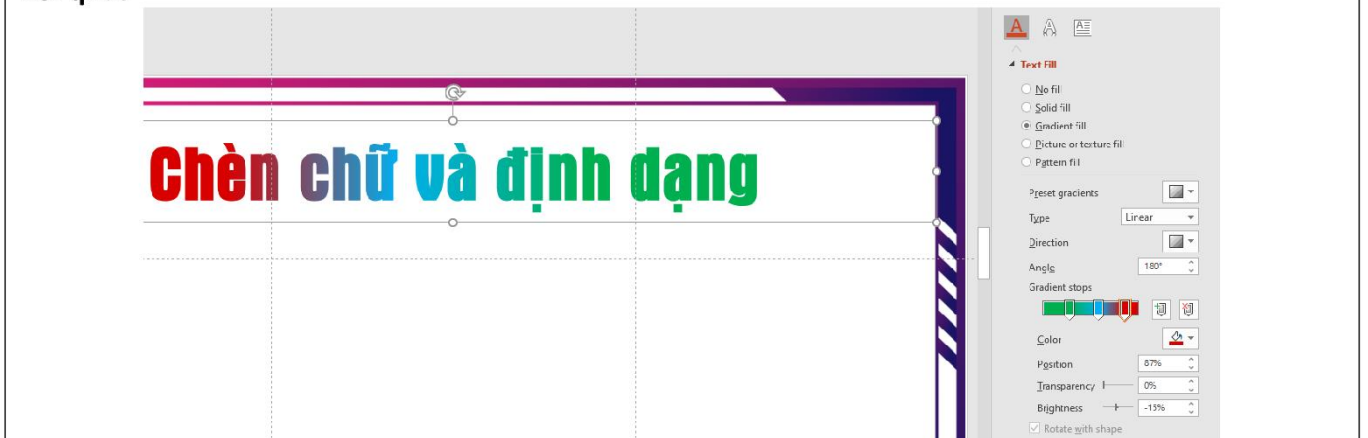 Chèn chữ và định dạng
Text Fill
No fill
Solid fill
Gradient fill
Picture or texture fill
Pattern fill
Preset gradients
Type Linear
Direction
Angle 180°
Gradient stops
Color
Position 87%
Transparency 0%
Brightness -15%
Rotate with shape